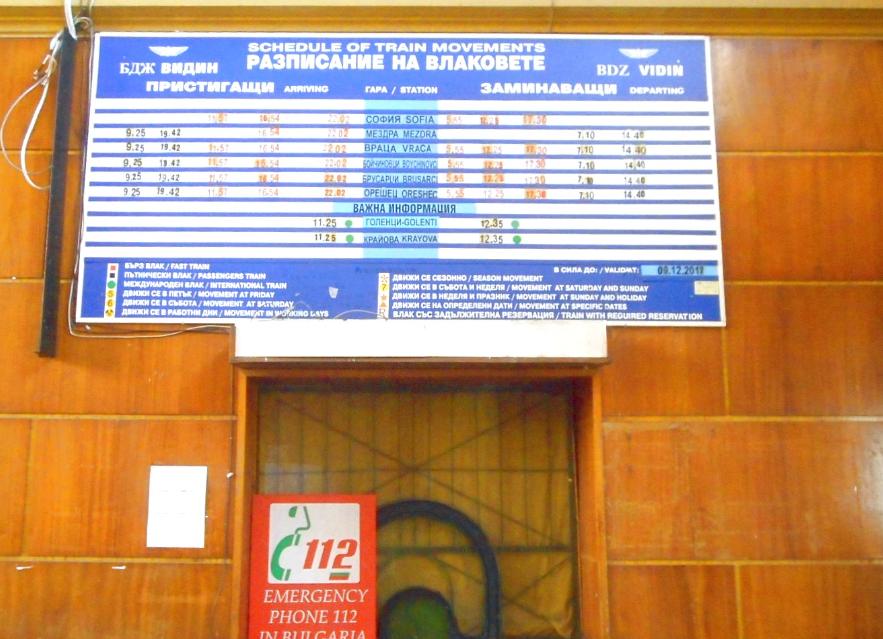 SCHEDULE OF TRAIN MOVEMENTS
БДЖ ВИДИН РАЗПИСАНИЕ НА ВЛАКОВЕТЕ BDZ VIDIN
ПРИСТИГАЩИ ARRIVING ГАРА / STATION ЗАМИНАВАЩИ DEPARTING
11.57 16.54 22.02 СОФИЯ SOFIA 5.55 12.25 17.30
9.25 19.42 16.54 22.02 МЕЗДРА MEZDRA 7.10 14.40
9.25 19.42 11.57 16.54 22.02 ВРАЦА VRACA 5.55 12.25 17.30 7.10 14.40
9.25 19.42 11.57 16.54 22.02 БОЙЧИНОВЦИ BOYCHINOVCI 5.55 12.25 17.30 7.10 14.40
9.25 19.42 11.57 16.54 22.02 БРУСАРЦИ BRUSARCI 5.55 12.25 17.30 7.10 14.40
9.25 19.42 11.57 16.54 22.02 ОРЕШЕЦ ORESHEC 5.55 12.25 17.30 7.10 14.40
ВАЖНА ИНФОРМАЦИЯ
11.25 ГОЛЕНЦИ-GOLENTI 12.35
11.25 КРАЙОВА KRAYOVA 12.35
В СИЛА ДО: / VALIDAT:
БЪРЗ ВЛАК / FAST TRAIN
ПЪТНИЧЕСКИ ВЛАК / PASSENGERS TRAIN
МЕЖДУНАРОДЕН ВЛАК / INTERNATIONAL TRAIN
5 ДВИЖИ СЕ В ПЕТЪК / MOVEMENT AT FRIDAY
6 ДВИЖИ СЕ В СЪБОТА / MOVEMENT AT SATURDAY
ДВИЖИ СЕ В РАБОТНИ ДНИ / MOVEMENT IN WORKING DAYS
ДВИЖИ СЕ СЕЗОННО / SEASON MOVEMENT
7 ДВИЖИ СЕ В СЪБОТА И НЕДЕЛЯ / MOVEMENT AT SATURDAY AND SUNDAY
ДВИЖИ СЕ В НЕДЕЛЯ И ПРАЗНИК / MOVEMENT AT SUNDAY AND HOLIDAY
ДВИЖИ СЕ НА ОПРЕДЕЛЕНИ ДАТИ / MOVEMENT AT SPECIFIC DATES
R ВЛАК СЪС ЗАДЪЛЖИТЕЛНА РЕЗЕРВАЦИЯ / TRAIN WITH REGUIRED RESERVATION
112
EMERGENCY
PHONE 112
IN BULGARIA